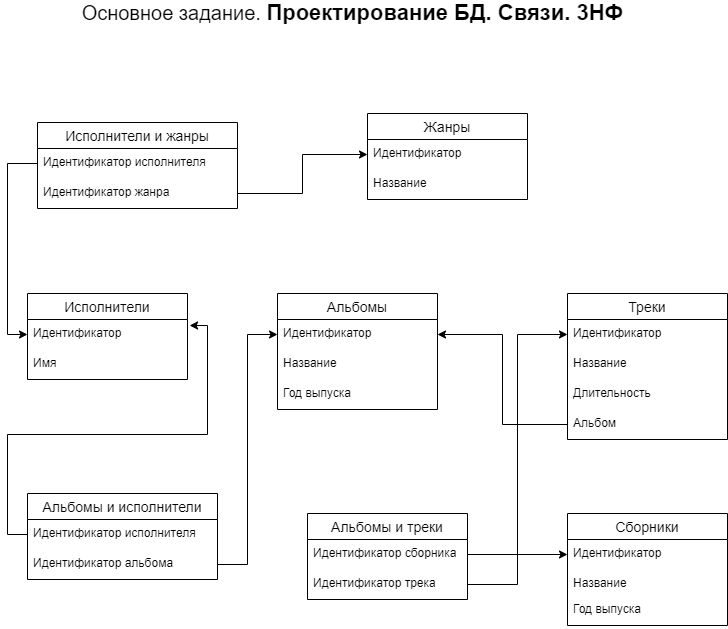 Основное задание. Проектирование БД. Связи. 3НФ
Исполнители и жанры
Идентификатор исполнителя
Идентификатор жанра
Жанры
Идентификатор
Название
Исполнители
Идентификатор
Имя
Альбомы
Идентификатор
Название
Год выпуска
Треки
Идентификатор
Название
Длительность
Альбом
Альбомы и исполнители
Идентификатор исполнителя
Идентификатор альбома
Альбомы и треки
Идентификатор сборника
Идентификатор трека
Сборники
Идентификатор
Название
Год выпуска